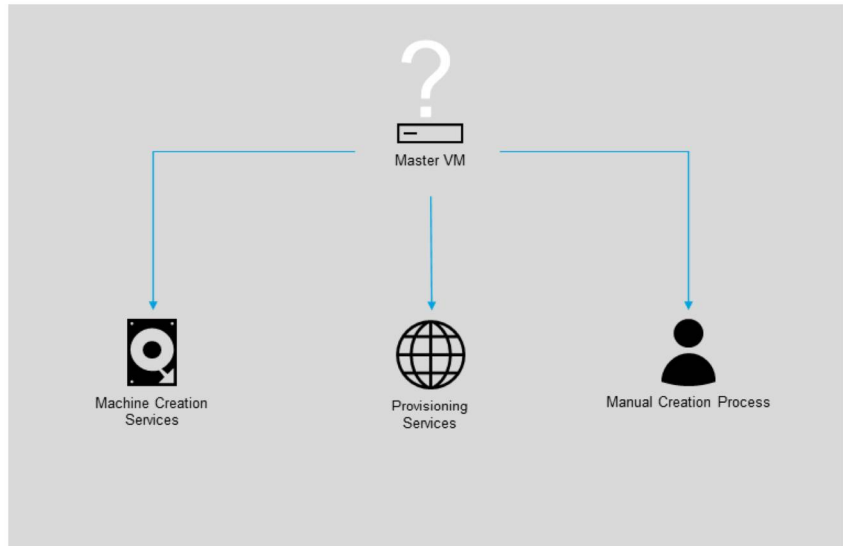 ?
Master VM
Machine Creation
Services
Provisioning
Services
Manual Creation Process